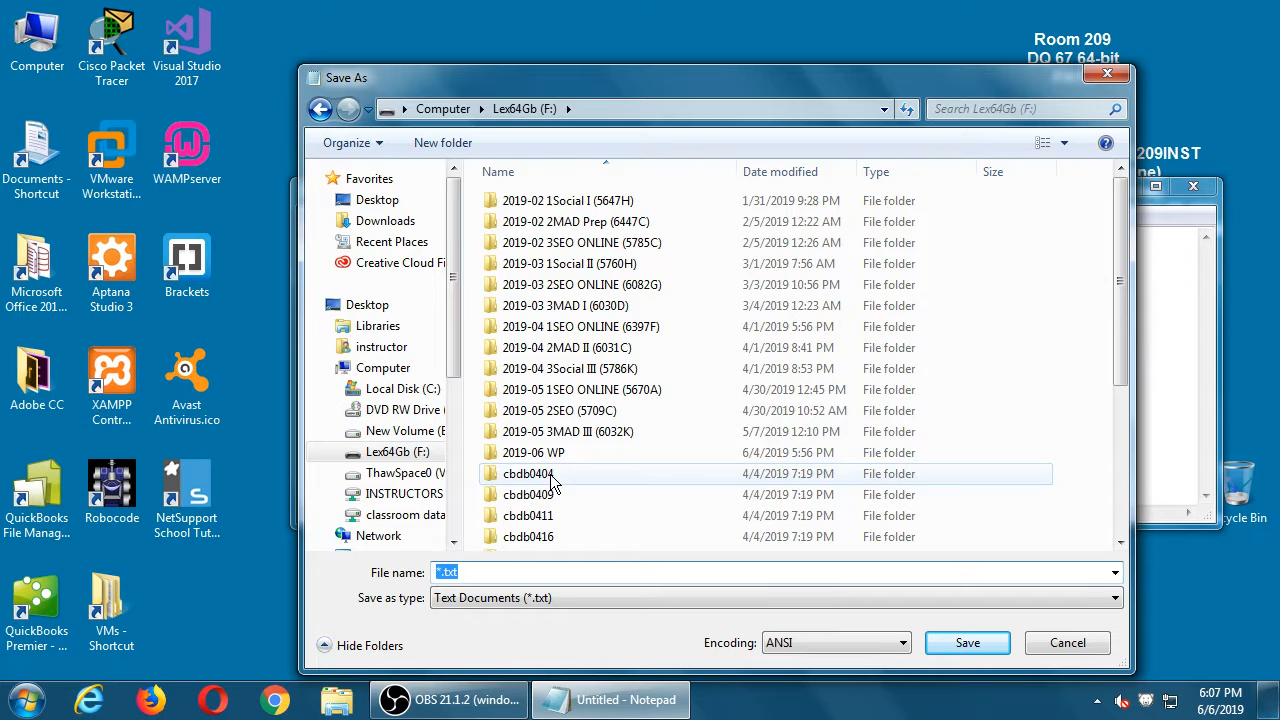 Computer
Cisco Packet
Tracer
Visual Studio
2017
Documents -
Shortcut
VMware
Workstati...
WAMPserver
Microsoft
Office 201...
Aptana
Studio 3
Brackets
Adobe CC
XAMPP
Control Panel
Avast
Antivirus.ico
QuickBooks
File Manag...
Robocode
NetSupport
School Tut...
QuickBooks
Premier - ...
VMs -
Shortcut
Room 209
DQ 67 64-bit
209INST
Save As
Computer
Lex64Gb (F:)
Search Lex64Gb (F:)
Organize
New folder
Favorites
Desktop
Downloads
Recent Places
Creative Cloud Fi
Desktop
Libraries
instructor
Computer
Local Disk (C:)
DVD RW Drive (
New Volume (E
Lex64Gb (F:)
ThawSpace0 (V
INSTRUCTORS
classroom data
Network
Name Date modified Type Size
2019-02 1Social I (5647H) 1/31/2019 9:28 PM File folder
2019-02 2MAD Prep (6447C) 2/5/2019 12:22 AM File folder
2019-02 3SEO ONLINE (5785C) 2/5/2019 12:26 AM File folder
2019-03 1Social II (5760H) 3/1/2019 7:56 AM File folder
2019-03 2SEO ONLINE (6082G) 3/3/2019 10:56 PM File folder
2019-03 3MAD I (6030D) 3/4/2019 12:23 AM File folder
2019-04 1SEO ONLINE (6397F) 4/1/2019 5:56 PM File folder
2019-04 2MAD II (6031C) 4/1/2019 8:41 PM File folder
2019-04 3Social III (5786K) 4/1/2019 8:53 PM File folder
2019-05 1SEO ONLINE (5670A) 4/30/2019 12:45 PM File folder
2019-05 2SEO (5709C) 4/30/2019 10:52 AM File folder
2019-05 3MAD III (6032K) 5/7/2019 12:10 PM File folder
2019-06 WP 6/4/2019 5:56 PM File folder
cbdb0404 4/4/2019 7:19 PM File folder
cbdb0409 4/4/2019 7:19 PM File folder
cbdb0411 4/4/2019 7:19 PM File folder
cbdb0416 4/4/2019 7:19 PM File folder
File name: *.txt
Save as type: Text Documents (*.txt)
Hide Folders
Encoding: ANSI
Save
Cancel
cycle Bin
OBS 21.1.2 (windo...
Untitled - Notepad
6:07 PM
6/6/2019